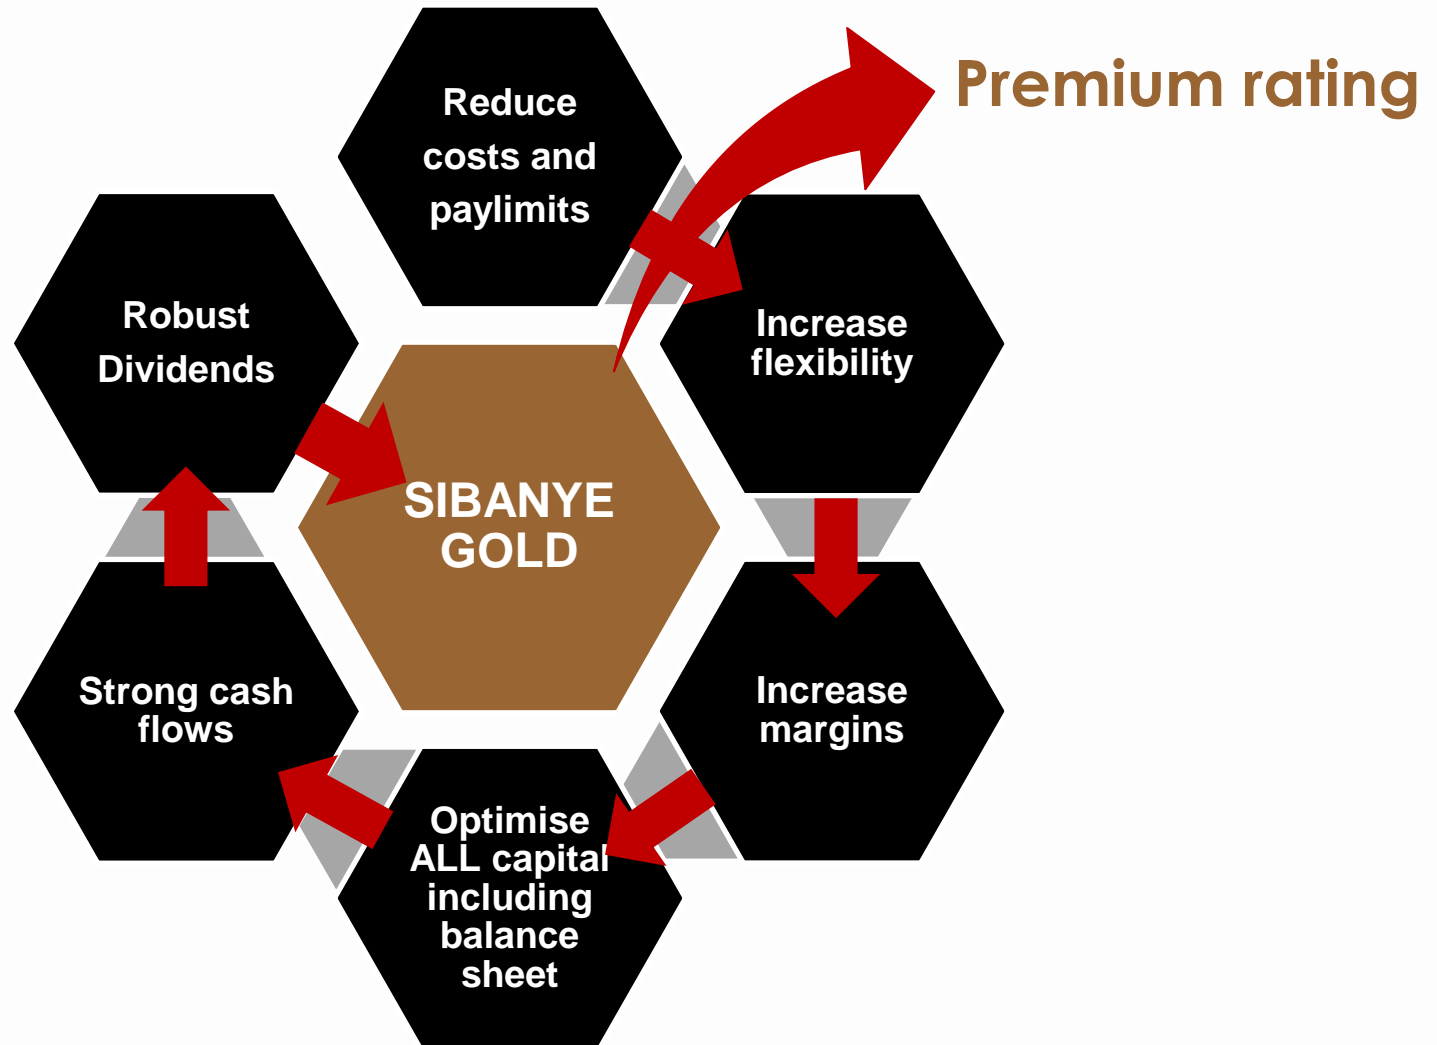 Premium rating
Reduce
costs and
paylimits
Increase
flexibility
Increase
margins
Optimise
ALL capital
including
balance
sheet
Strong cash
flows
Robust
Dividends
SIBANYE
GOLD